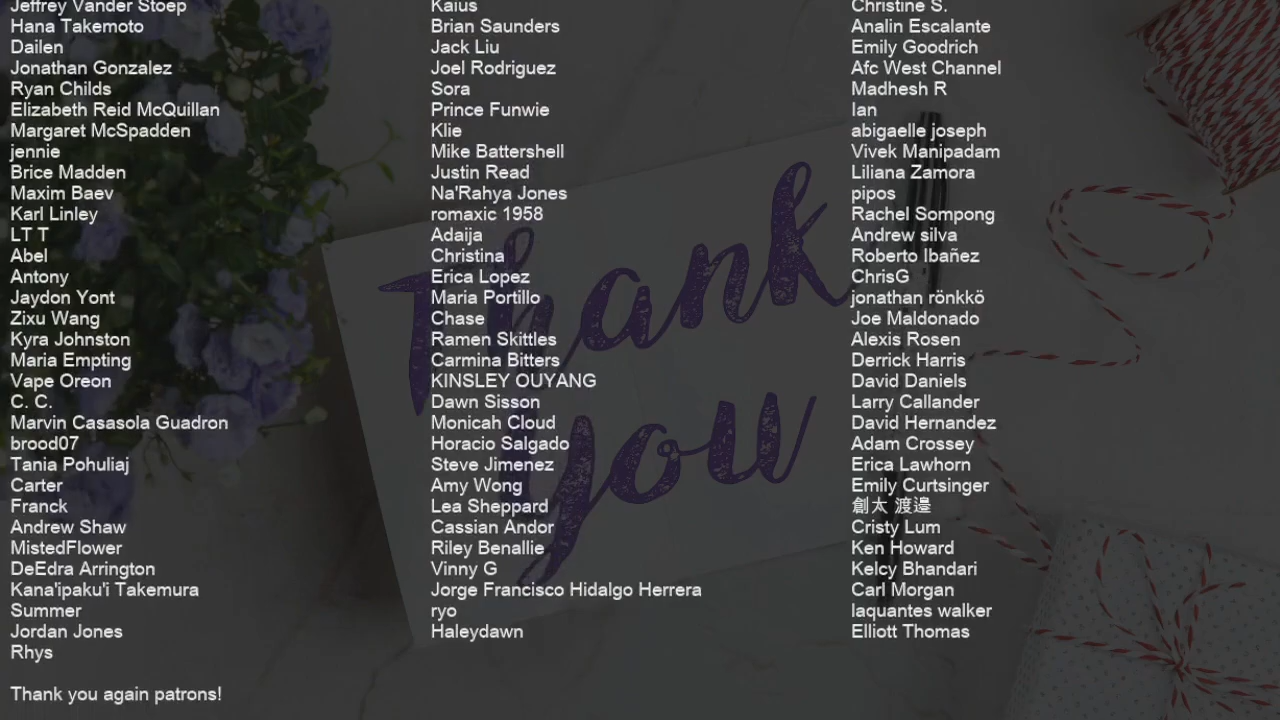 Jeffrey Vander Stoep
Hana Takemoto
Dailen
Jonathan Gonzalez
Ryan Childs
Elizabeth Reid McQuillan
Margaret McSpadden
jennie
Brice Madden
Maxim Baev
Karl Linley
LT T
Abel
Antony
Jaydon Yont
Zixu Wang
Kyra Johnston
Maria Empting
Vape Oreon
C. C.
Marvin Casasola Guadron
brood07
Tania Pohuliaj
Carter
Franck
Andrew Shaw
MistedFlower
DeEdra Arrington
Kana'ipaku'i Takemura
Summer
Jordan Jones
Rhys
Thank you again patrons!
Kaius
Brian Saunders
Jack Liu
Joel Rodriguez
Sora
Prince Funwie
Klie
Mike Battershell
Justin Read
Na'Rahya Jones
romaxic 1958
Adaija
Christina
Erica Lopez
Maria Portillo
Chase
Ramen Skittles
Carmina Bitters
KINSLEY OUYANG
Dawn Sisson
Monicah Cloud
Horacio Salgado
Steve Jimenez
Amy Wong
Lea Sheppard
Cassian Andor
Riley Benallie
Vinny G
Jorge Francisco Hidalgo Herrera
ryo
Haleydawn
Christine S.
Analin Escalante
Emily Goodrich
Afc West Channel
Madhesh R
Ian
abigaelle joseph
Vivek Manipadam
Liliana Zamora
pipos
Rachel Sompong
Andrew silva
Roberto Ibañez
ChrisG
jonathan rönkkö
Joe Maldonado
Alexis Rosen
Derrick Harris
David Daniels
Larry Callander
David Hernandez
Adam Crossey
Erica Lawhorn
Emily Curtsinger
創太 渡邉
Cristy Lum
Ken Howard
Kelcy Bhandari
Carl Morgan
laquantes walker
Elliott Thomas
Thank
you